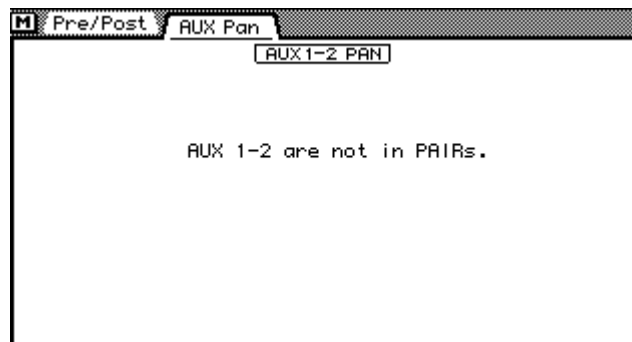 M Pre/Post AUX Pan
AUX1-2 PAN
AUX 1-2 are not in PAIRs.